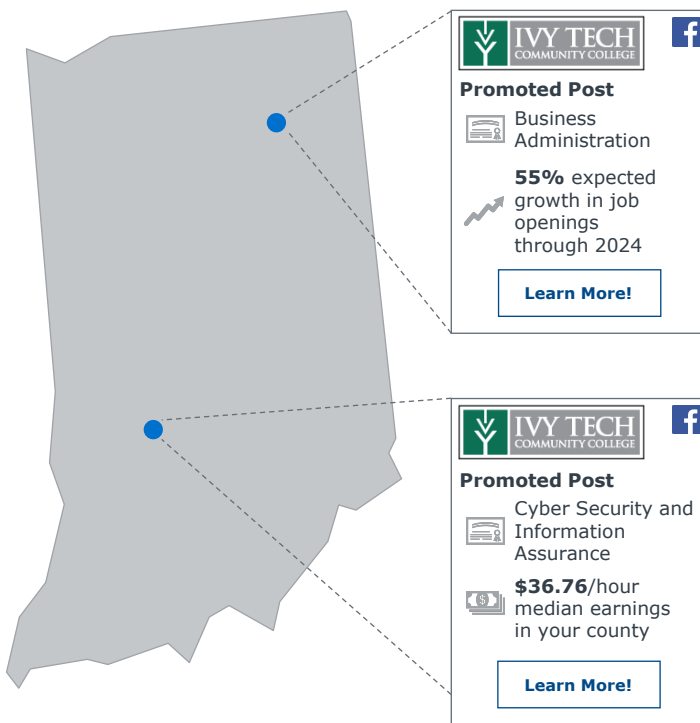 IVY TECH
COMMUNITY COLLEGE
f
Promoted Post
Business
Administration
55% expected
growth in job
openings
through 2024
Learn More!
IVY TECH
COMMUNITY COLLEGE
f
Promoted Post
Cyber Security and
Information
Assurance
$
$36.76/hour
median earnings
in your county
Learn More!